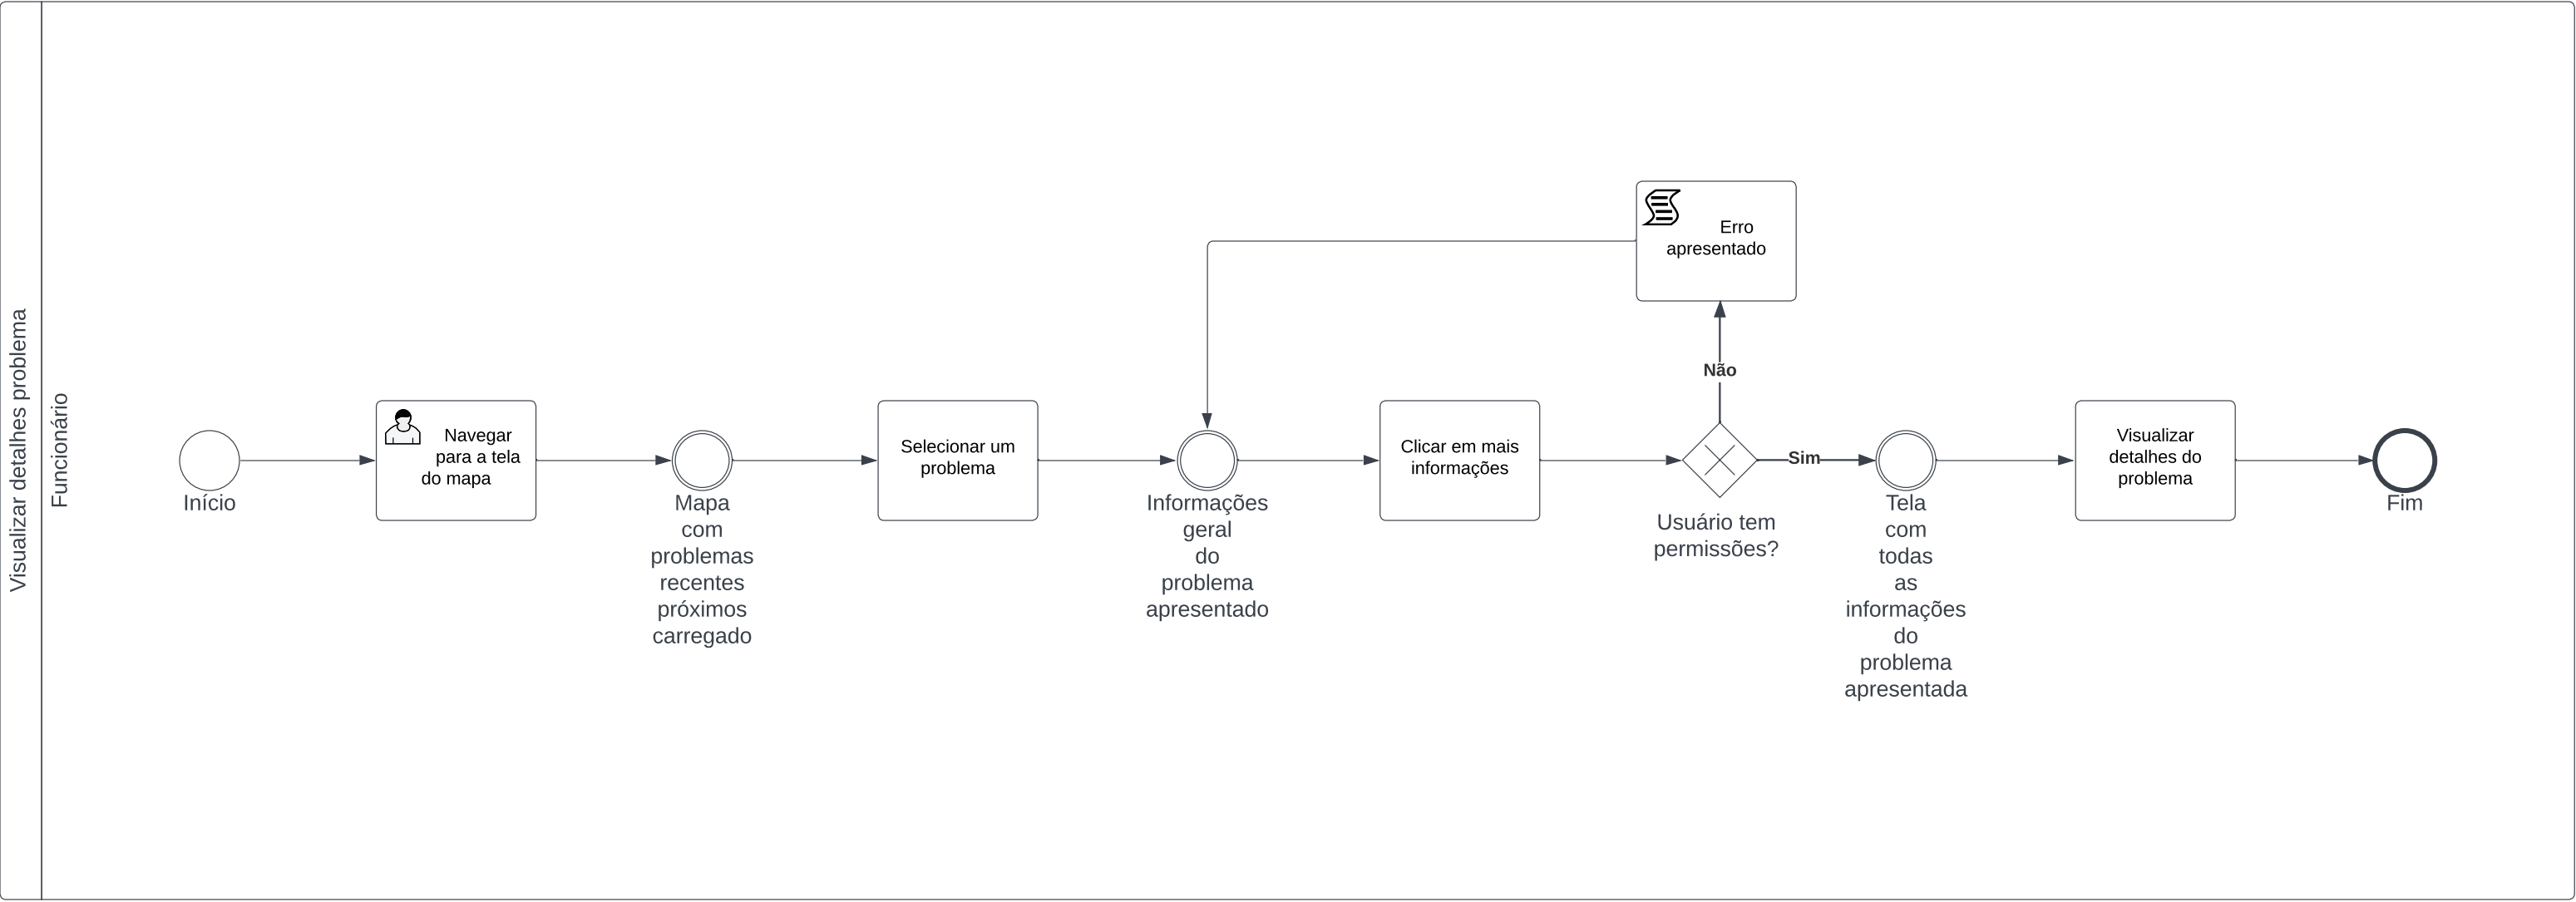 Visualizar detalhes problema
Funcionário
Início
Navegar
para a tela
do mapa
Mapa
com
problemas
recentes
próximos
carregado
Selecionar um
problema
Informações
geral
do
problema
apresentado
Clicar em mais
informações
Usuário tem
permissões?
Não
Erro
apresentado
Sim
Tela
com
todas
as
informações
do
problema
apresentada
Visualizar
detalhes do
problema
Fim